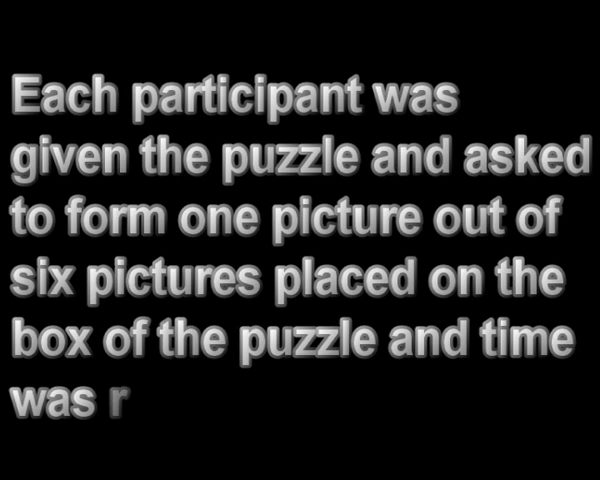 Each participant was
given the puzzle and asked
to form one picture out of
six pictures placed on the
box of the puzzle and time
was r